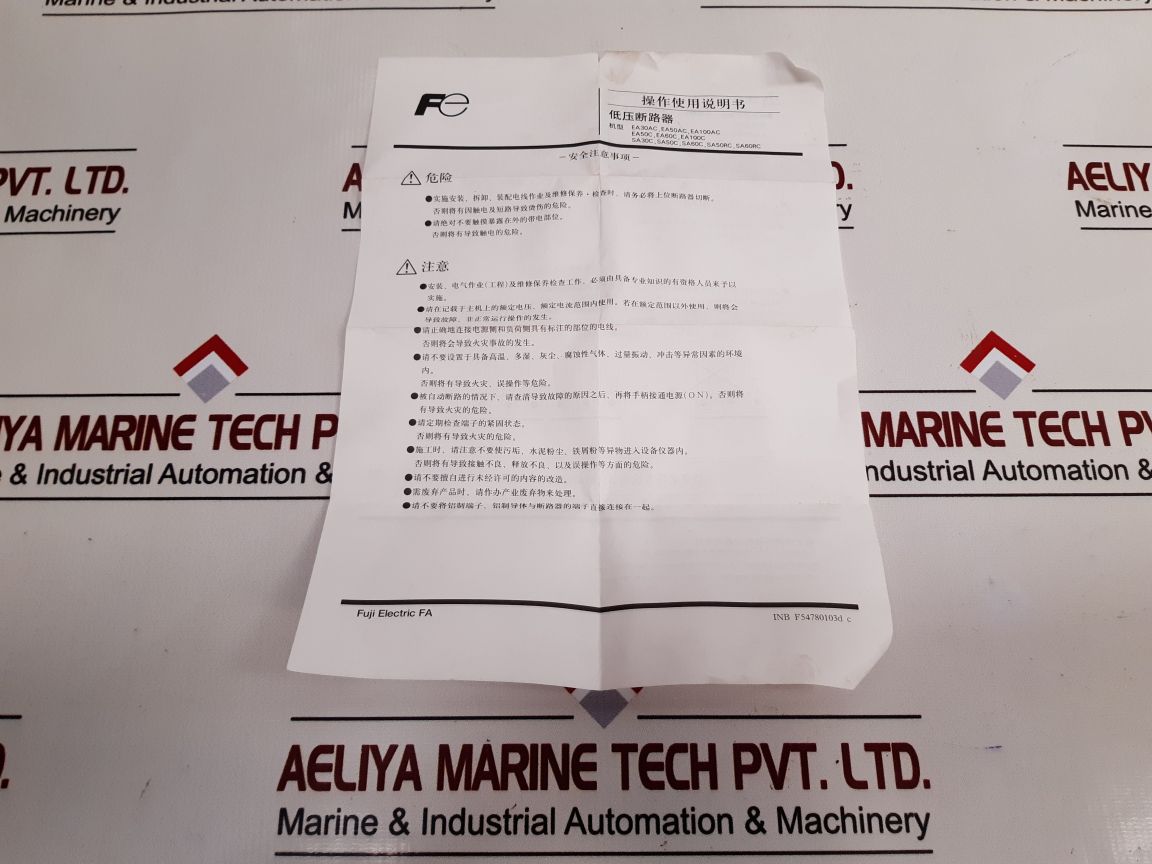 Marine & Industrial Automation & Machinery
PVT. LTD.
& Machinery
AELIYA
Marine
FE
操作使用说明书
低压断路器
机型 EA30AC、EA50AC、EA100AC
EA50C、EA60C、EA100C
SA30C、SA50C、SA60C、SA50RC、SA60RC
－安全注意事项－
危险
●实施安装、拆卸、装配电线作业及维修保养・检查时，请务必将上位断路器切断。
否则将有因触电及短路导致烫伤的危险。
●请绝对不要触摸暴露在外的带电部位。
否则将有导致触电的危险。
注意
●安装、电气作业(工程)及维修保养检查工作，必须由具备专业知识的有资格人员来予以
实施。
●请在记载于主机上的额定电压、额定电流范围内使用。若在额定范围以外使用，则将会
导致故障、非正常运行操作的发生。
●请正确地连接电源侧和负荷侧具有标注的部位的电线。
否则将会导致火灾事故的发生。
●请不要设置于具备高温、多湿、灰尘、腐蚀性气体、过量振动、冲击等异常因素的环境
内。
否则将有导致火灾、误操作等危险。
●被自动断路的情况下，请查清导致故障的原因之后，再将手柄接通电源(ON)。否则将
有导致火灾的危险。
●请定期检查端子的紧固状态。
否则将有导致火灾的危险。
●施工时，请注意不要使污垢、水泥粉尘、铁屑粉等异物进入设备仪器内。
否则将有导致接触不良、释放不良、以及误操作等方面的危险。
●请不要擅自进行未经许可的内容的改造。
●需废弃产品时，请作办产业废弃物来处理。
●请不要将铝制端子、铝制导体与断路器的端子直接连接在一起。
Fuji Electric FA
INB F54780103d c
IYA MARINE TECH P
e & Industrial Automation &
MARINE TECH PV
dustrial Automation &
AELIYA MARINE TECH PVT. LTD.
Marine & Industrial Automation & Machinery